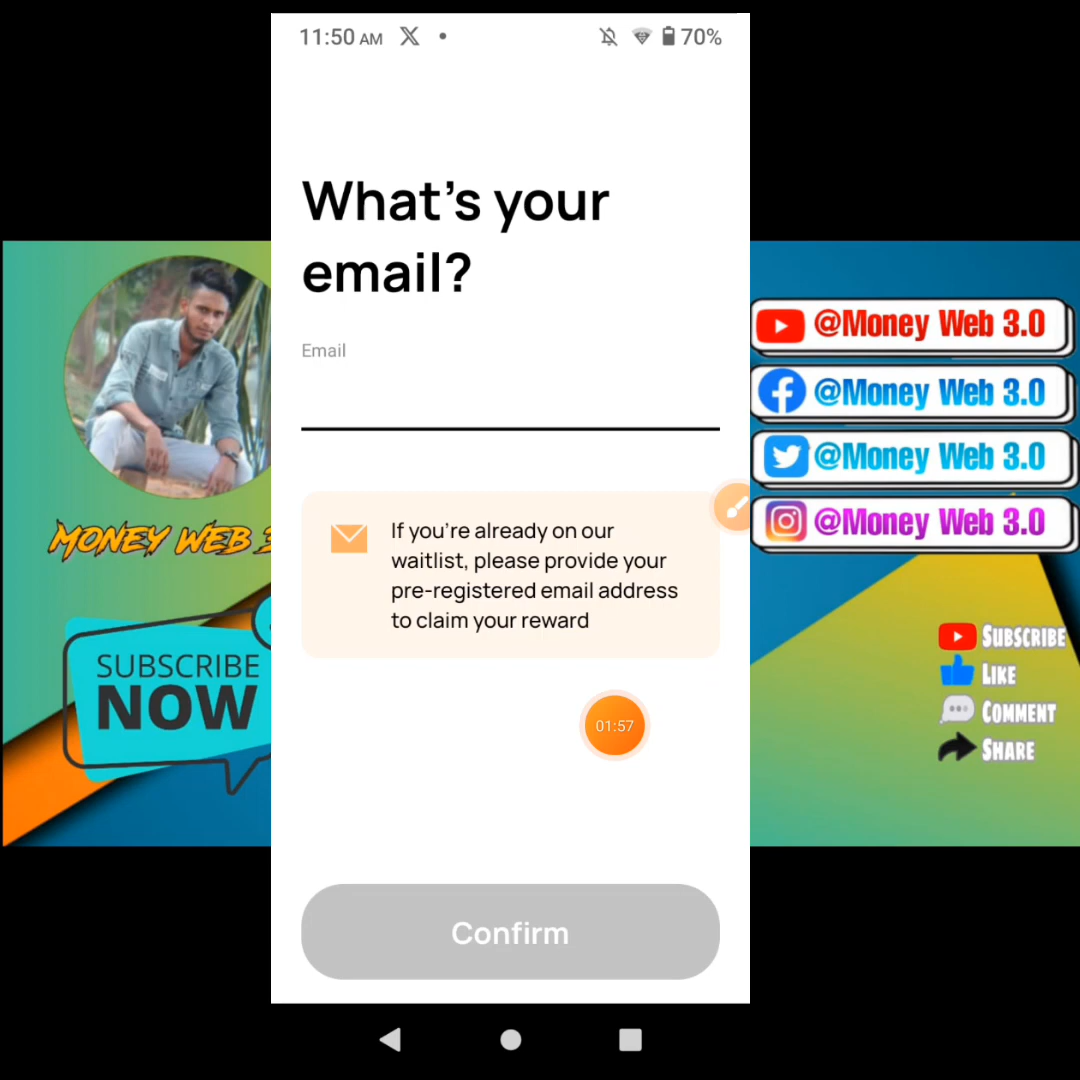 11:50 AM
70%
What's your
email?
Email
If you're already on our
waitlist, please provide your
pre-registered email address
to claim your reward
01:57
Confirm
MONEY WEB 3
SUBSCRIBE
NOW
@Money Web 3.0
@Money Web 3.0
@Money Web 3.0
@Money Web 3.0
SUBSCRIBE
LIKE
COMMENT
SHARE